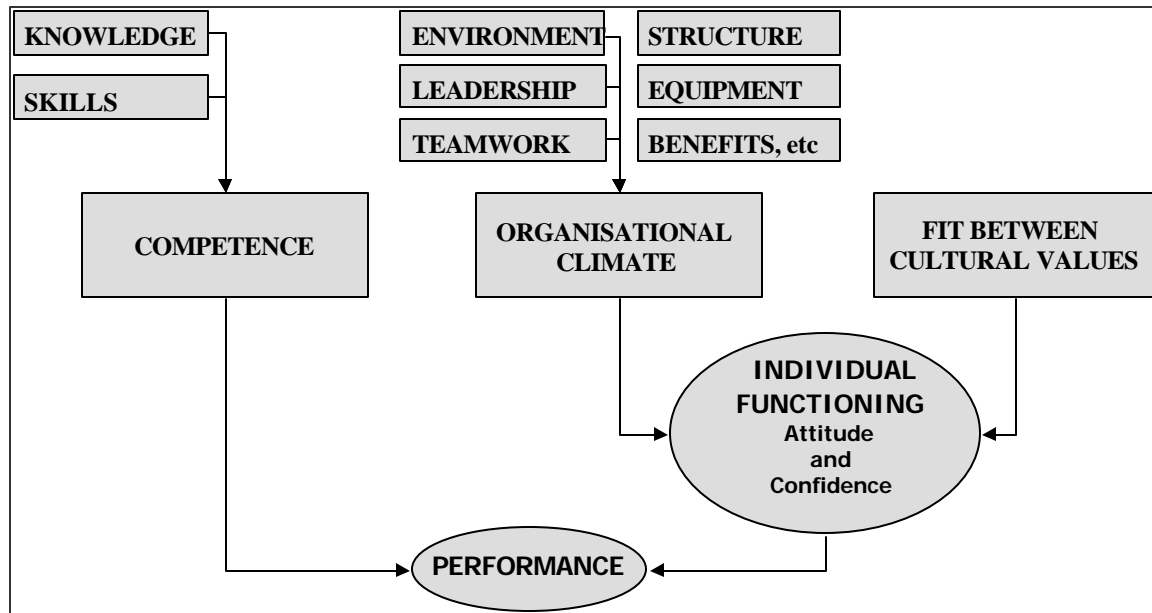 KNOWLEDGE
SKILLS
ENVIRONMENT
STRUCTURE
LEADERSHIP
EQUIPMENT
TEAMWORK
BENEFITS, etc
COMPETENCE
ORGANISATIONAL
CLIMATE
FIT BETWEEN
CULTURAL VALUES
INDIVIDUAL
FUNCTIONING
Attitude
and
Confidence
PERFORMANCE